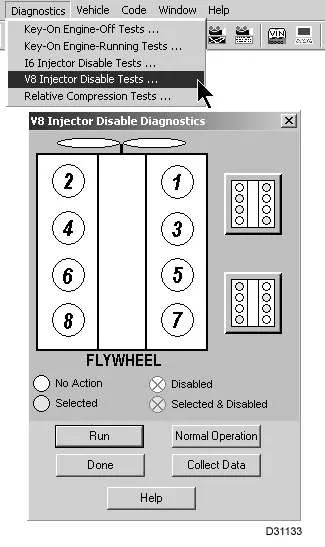 Diagnostics Vehicle Code Window Help
Key-On Engine-Off Tests ...
Key-On Engine-Running Tests ...
I6 Injector Disable Tests ...
V8 Injector Disable Tests ...
Relative Compression Tests ...
VIN
V8 Injector Disable Diagnostics
2 1
4 3
6 5
8 7
FLYWHEEL
No Action Disabled
Selected Selected & Disabled
Run Normal Operation
Done Collect Data
Help
D31133